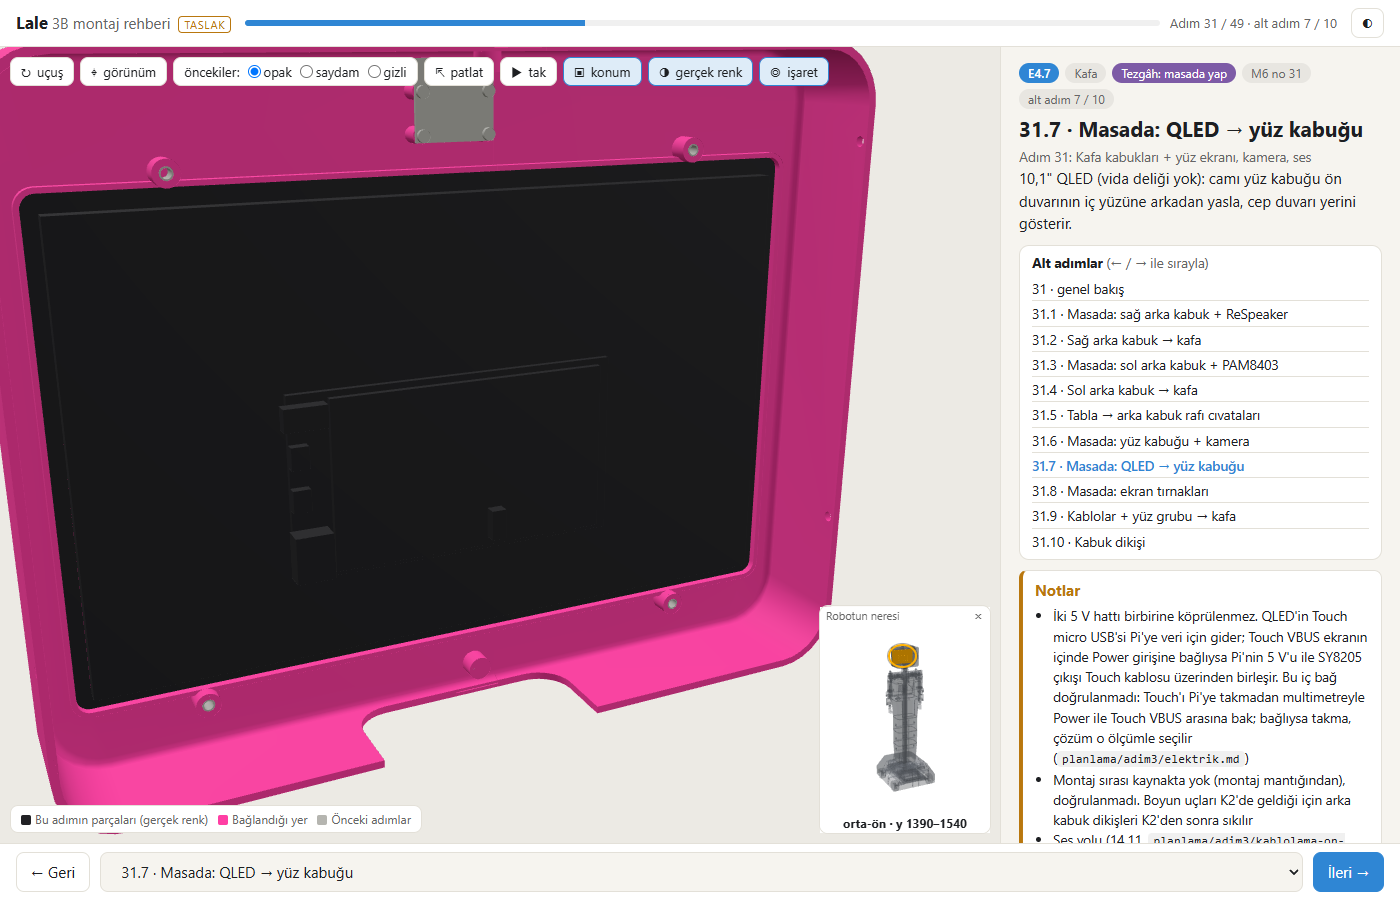 Lale 3B montaj rehberi TASLAK
Adım 31 / 49 · alt adım 7 / 10
↻ uçuş
⌖ görünüm
öncekiler: opak saydam gizli
⇱ patlat
▶ tak
▣ konum
◑ gerçek renk
◎ işaret
E4.7 Kafa Tezgâh: masada yap M6 no 31
alt adım 7 / 10
31.7 · Masada: QLED → yüz kabuğu
Adım 31: Kafa kabukları + yüz ekranı, kamera, ses
10,1" QLED (vida deliği yok): camı yüz kabuğu ön
duvarının iç yüzüne arkadan yasla, cep duvarı yerini
gösterir.
Alt adımlar (← / → ile sırayla)
31 · genel bakış
31.1 · Masada: sağ arka kabuk + ReSpeaker
31.2 · Sağ arka kabuk → kafa
31.3 · Masada: sol arka kabuk + PAM8403
31.4 · Sol arka kabuk → kafa
31.5 · Tabla → arka kabuk rafı cıvataları
31.6 · Masada: yüz kabuğu + kamera
31.7 · Masada: QLED → yüz kabuğu
31.8 · Masada: ekran tırnakları
31.9 · Kablolar + yüz grubu → kafa
31.10 · Kabuk dikişi
Notlar
• İki 5 V hattı birbirine köprülenmez. QLED'in Touch
micro USB'si Pi'ye veri için gider; Touch VBUS ekranın
içinde Power girişine bağlıysa Pi'nin 5 V'u ile SY8205
çıkışı Touch kablosu üzerinden birleşir. Bu iç bağ
doğrulanmadı: Touch'ı Pi'ye takmadan multimetreyle
Power ile Touch VBUS arasına bak; bağlıysa takma,
çözüm o ölçümle seçilir
( planlama/adim3/elektrik.md )
• Montaj sırası kaynakta yok (montaj mantığından),
doğrulanmadı. Boyun uçları K2'de geldiği için arka
kabuk dikişleri K2'den sonra sıkılır
• Ses yolu (14.11, planlama/adim3/kablolama-on-
Robotun neresi ×
orta-ön · y 1390–1540
Bu adımın parçaları (gerçek renk) Bağlandığı yer Önceki adımlar
← Geri
31.7 · Masada: QLED → yüz kabuğu
İleri →